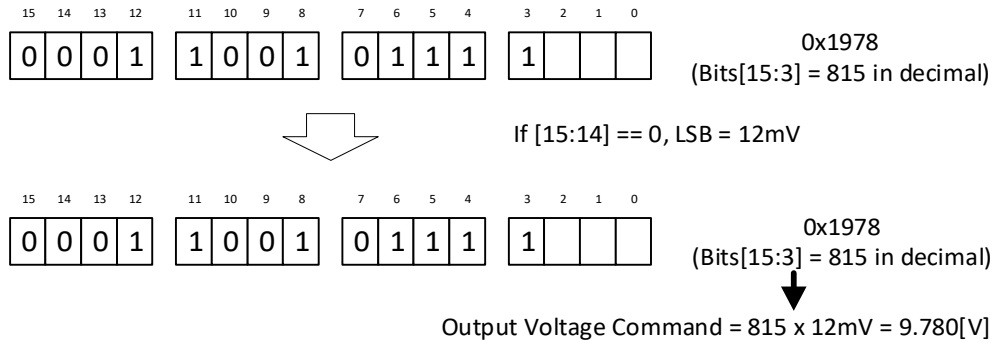 15 14 13 12 11 10 9 8 7 6 5 4 3 2 1 0
0 0 0 1 1 0 0 1 0 1 1 1 1
0x1978
(Bits[15:3] = 815 in decimal)
If [15:14] == 0, LSB = 12mV
15 14 13 12 11 10 9 8 7 6 5 4 3 2 1 0
0 0 0 1 1 0 0 1 0 1 1 1 1
0x1978
(Bits[15:3] = 815 in decimal)
Output Voltage Command = 815 x 12mV = 9.780[V]